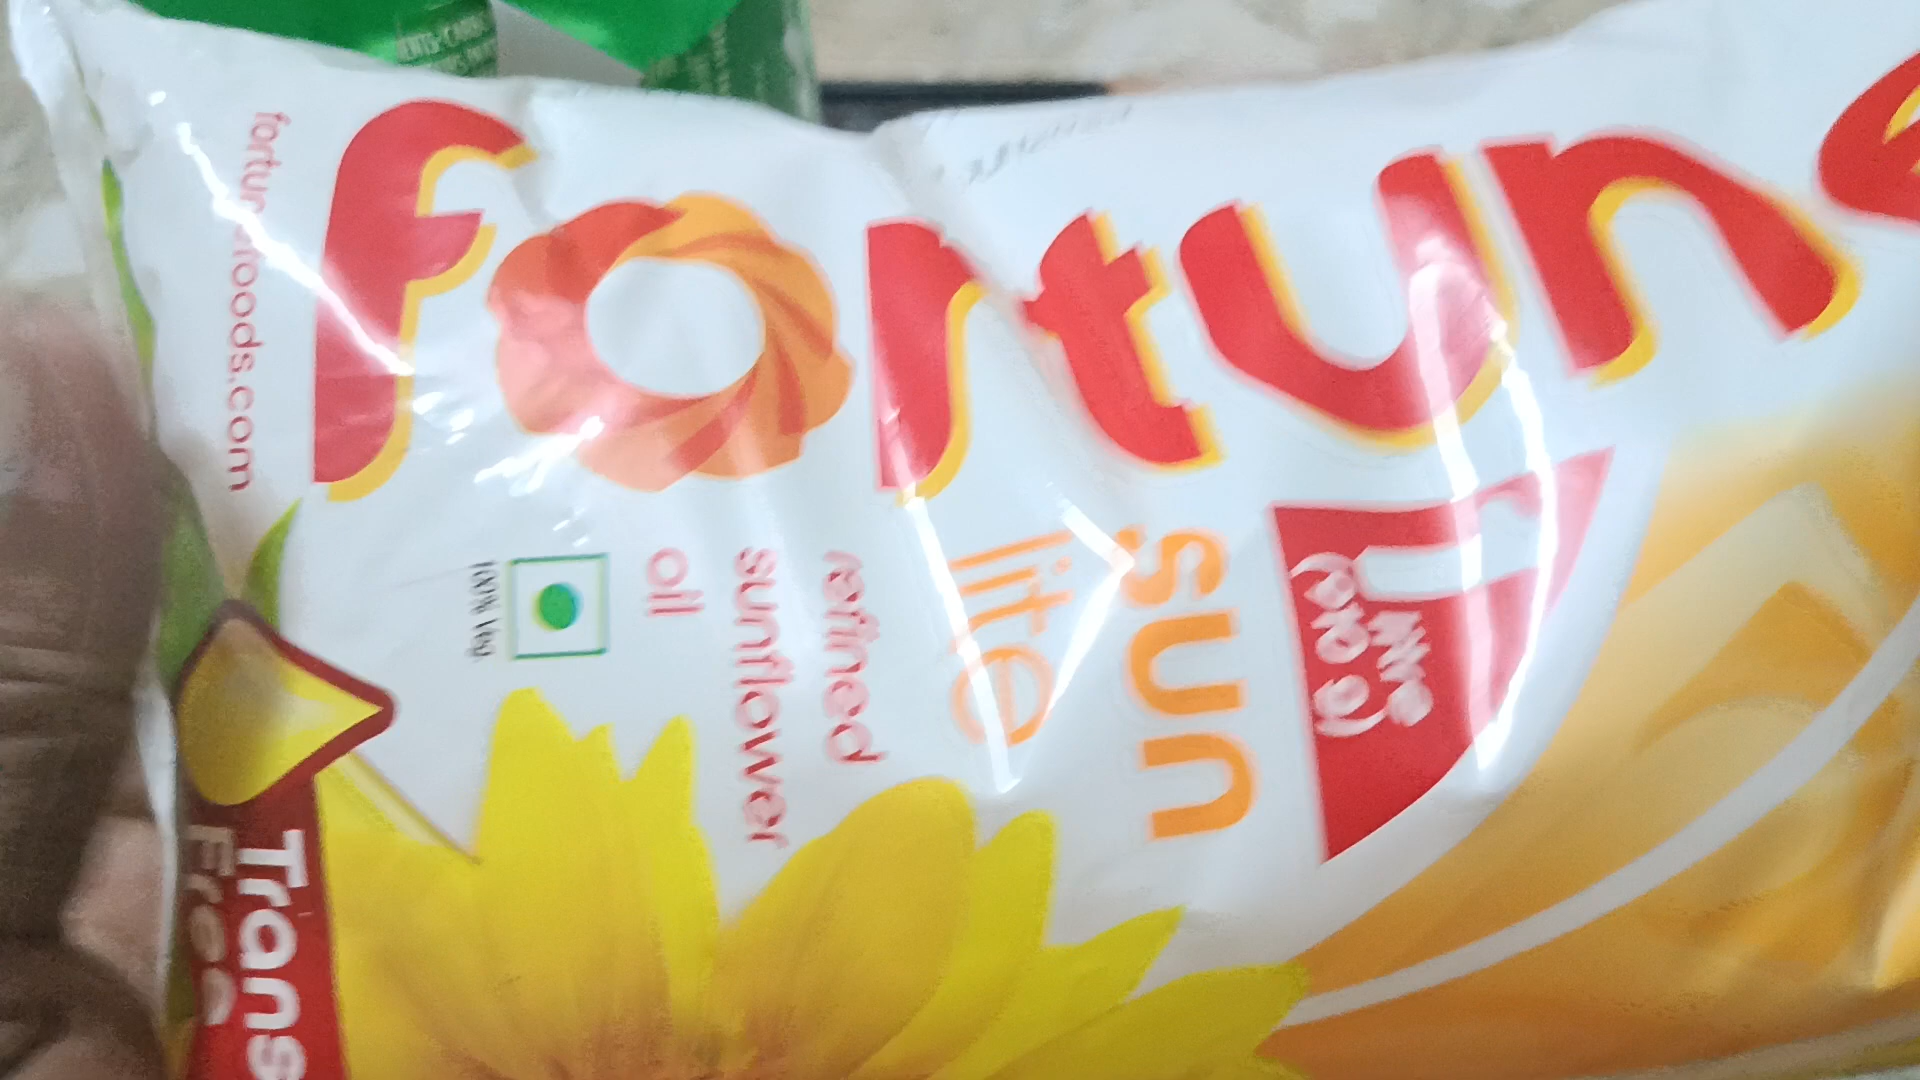 fortune
sun
lite
refined
sunflower
oil
100% Veg.
fortunefoods.com
Trans
Free